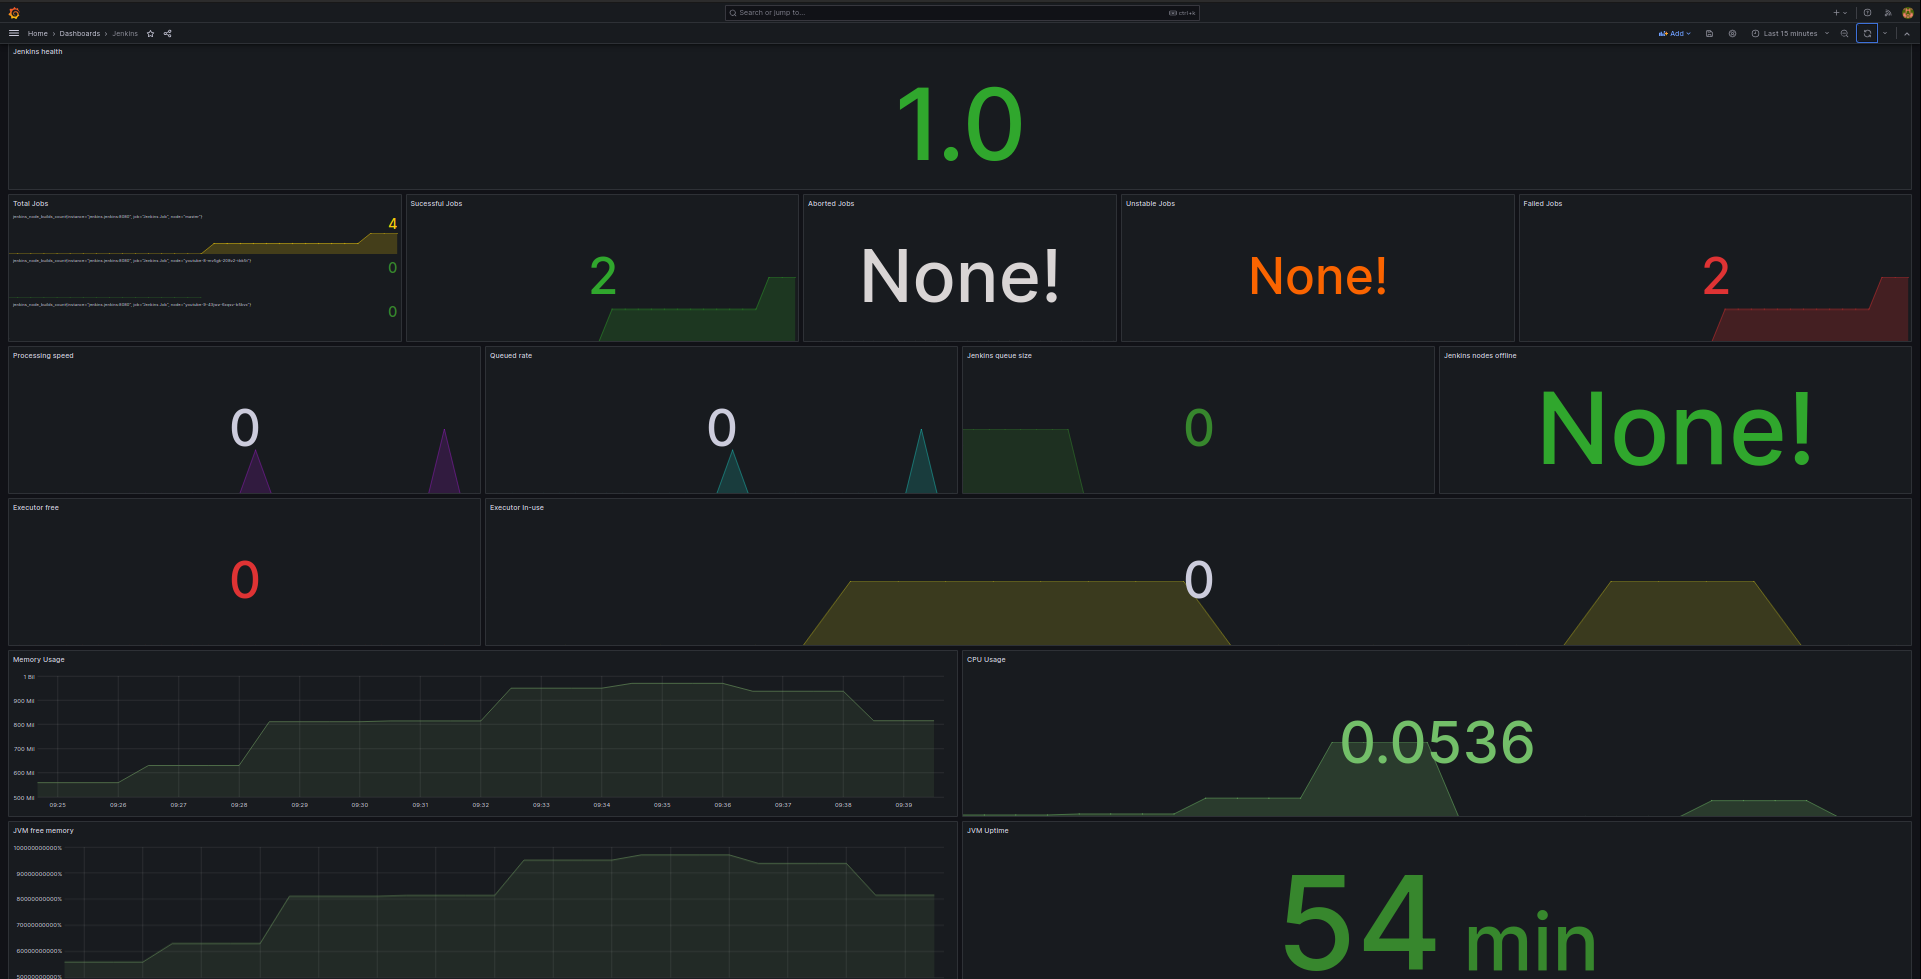 Search or jump to...
ctrl+k
Home › Dashboards › Jenkins
Add
Last 15 minutes
Jenkins health
1.0
Total Jobs
4
0
0
Sucessful Jobs
2
Aborted Jobs
None!
Unstable Jobs
None!
Failed Jobs
2
Processing speed
0
Queued rate
0
Jenkins queue size
0
Jenkins nodes offline
None!
Executor free
0
Executor In-use
0
Memory Usage
1 Bil
900 Mil
800 Mil
700 Mil
600 Mil
500 Mil
09:25 09:26 09:27 09:28 09:29 09:30 09:31 09:32 09:33 09:34 09:35 09:36 09:37 09:38 09:39
CPU Usage
0.0536
JVM free memory
100000000000%
90000000000%
80000000000%
70000000000%
60000000000%
50000000000%
JVM Uptime
54 min